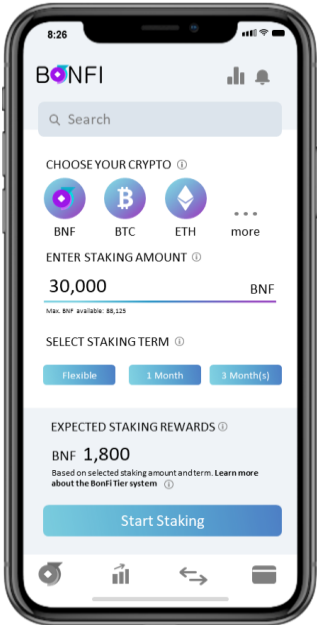 8:26
BONFI
Search
CHOOSE YOUR CRYPTO
BNF BTC ETH more
ENTER STAKING AMOUNT
30,000 BNF
Max. BNF available: 88,125
SELECT STAKING TERM
Flexible 1 Month 3 Month(s)
EXPECTED STAKING REWARDS
BNF 1,800
Based on selected staking amount and term. Learn more
about the BonFi Tier system
Start Staking